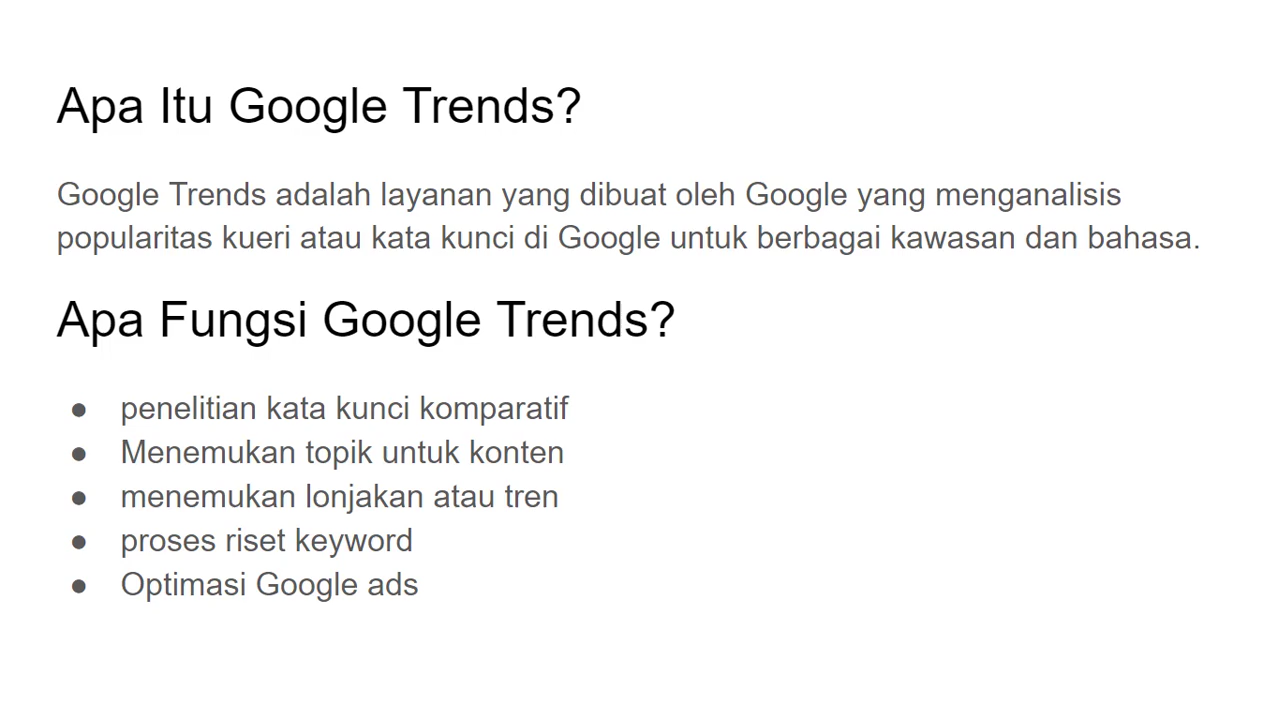 Apa Itu Google Trends?
Google Trends adalah layanan yang dibuat oleh Google yang menganalisis
popularitas kueri atau kata kunci di Google untuk berbagai kawasan dan bahasa.
Apa Fungsi Google Trends?
● penelitian kata kunci komparatif
● Menemukan topik untuk konten
● menemukan lonjakan atau tren
● proses riset keyword
● Optimasi Google ads